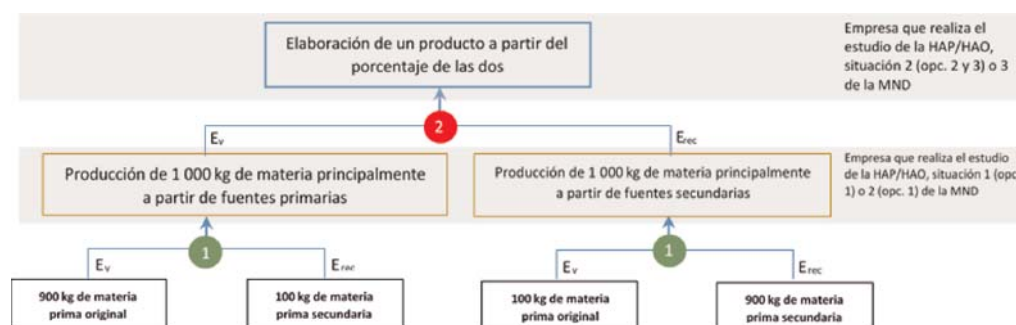 Elaboración de un producto a partir del
porcentaje de las dos
Empresa que realiza el
estudio de la HAP/HAO,
situación 2 (opc. 2 y 3) o 3
de la MND
2
Ev
Erec
Producción de 1 000 kg de materia principalmente
a partir de fuentes primarias
Producción de 1 000 kg de materia principalmente
a partir de fuentes secundarias
Empresa que realiza el estudio
de la HAP/HAO, situación 1 (opc
1) o 2 (opc. 1) de la MND
1
1
Ev
Erec
Ev
Erec
900 kg de materia
prima original
100 kg de materia
prima secundaria
100 kg de materia
prima original
900 kg de materia
prima secundaria